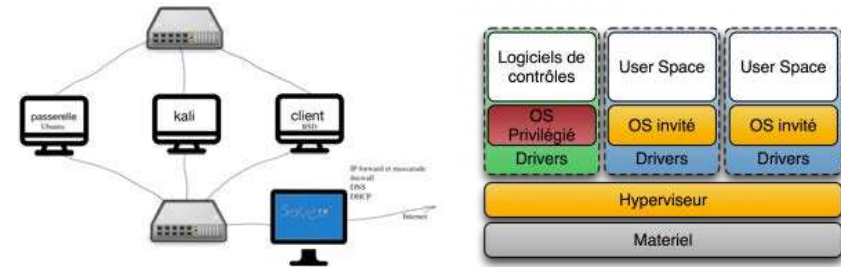 passerelle
Ubuntu
kali
client
BSD
IP forward et mascarade
firewall
DNS
DHCP
Internet
Logiciels de
contrôles
User Space
User Space
OS
Privilégié
OS invité
OS invité
Drivers
Drivers
Drivers
Hyperviseur
Materiel